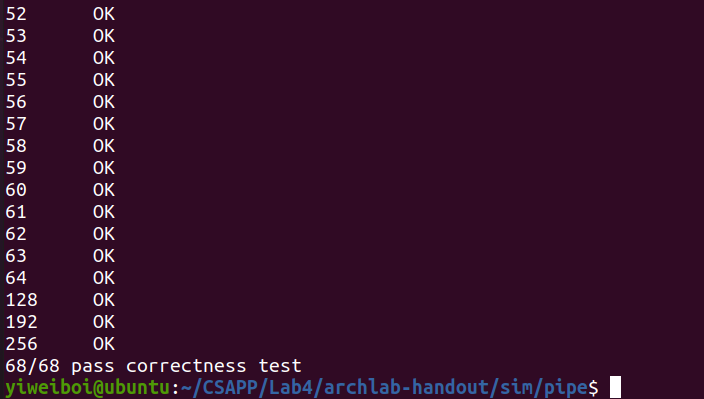 52 OK
53 OK
54 OK
55 OK
56 OK
57 OK
58 OK
59 OK
60 OK
61 OK
62 OK
63 OK
64 OK
128 OK
192 OK
256 OK
68/68 pass correctness test
yiweiboi@ubuntu:~/CSAPP/Lab4/archlab-handout/sim/pipe$